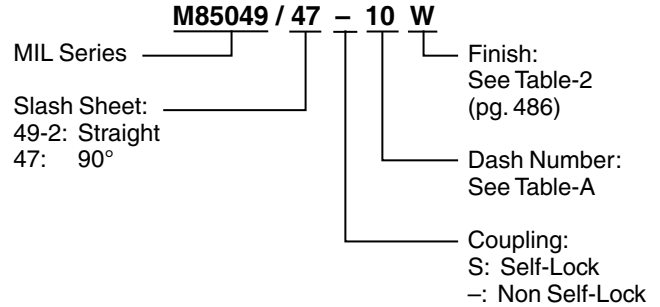 M85049 / 47 – 10 W
MIL Series
Slash Sheet:
49-2: Straight
47: 90°
Finish:
See Table-2
(pg. 486)
Dash Number:
See Table-A
Coupling:
S: Self-Lock
–: Non Self-Lock